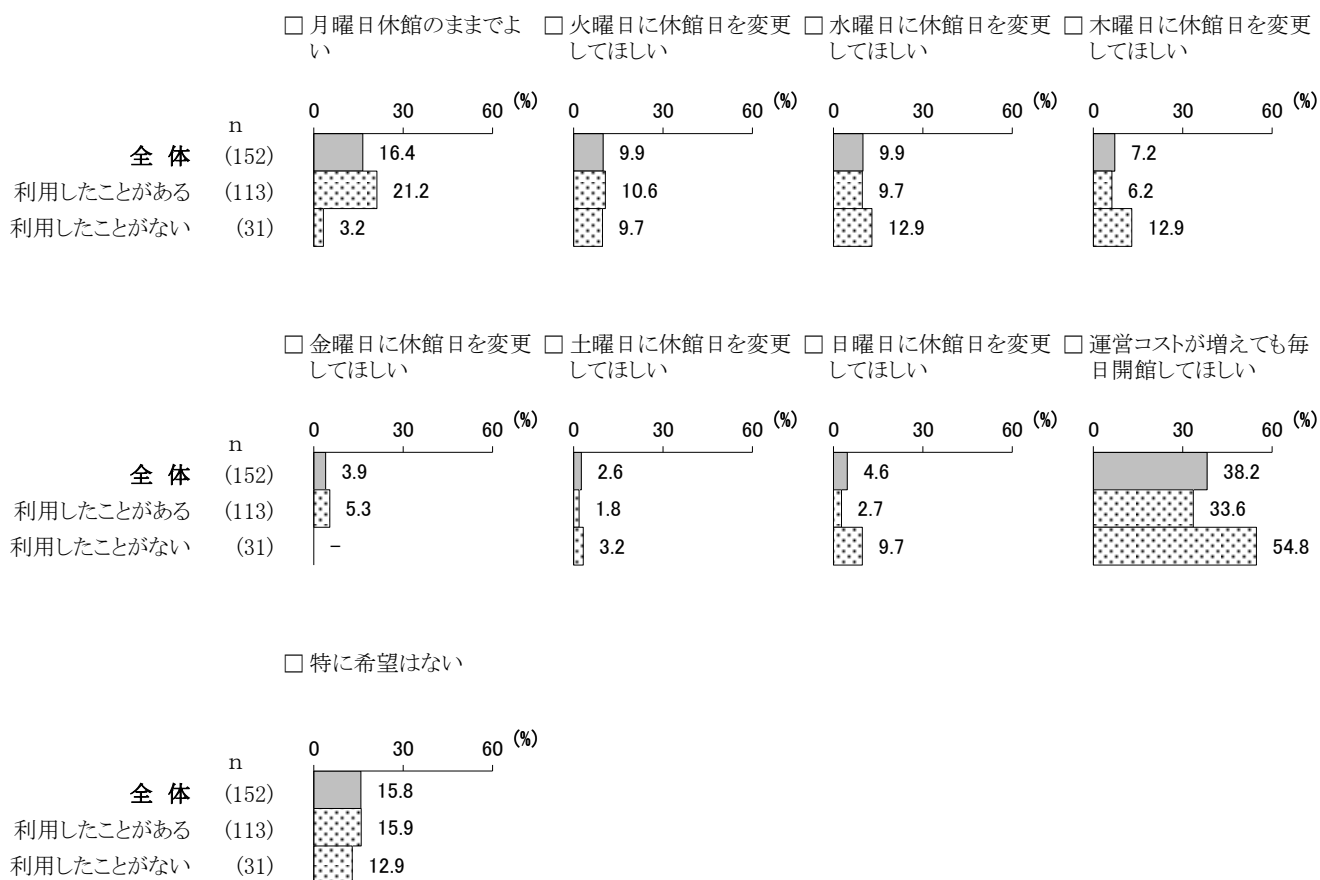 □ 月曜日休館のままでよ
い
□ 火曜日に休館日を変更
してほしい
□ 水曜日に休館日を変更
してほしい
□ 木曜日に休館日を変更
してほしい
0 30 60 (%) 0 30 60 (%) 0 30 60 (%) 0 30 60 (%)
n
全 体 (152) 16.4 9.9 9.9 7.2
利用したことがある (113) 21.2 10.6 9.7 6.2
利用したことがない (31) 3.2 9.7 12.9 12.9
□ 金曜日に休館日を変更
してほしい
□ 土曜日に休館日を変更
してほしい
□ 日曜日に休館日を変更
してほしい
□ 運営コストが増えても毎
日開館してほしい
0 30 60 (%) 0 30 60 (%) 0 30 60 (%) 0 30 60 (%)
n
全 体 (152) 3.9 2.6 4.6 38.2
利用したことがある (113) 5.3 1.8 2.7 33.6
利用したことがない (31) - 3.2 9.7 54.8
□ 特に希望はない
0 30 60 (%)
n
全 体 (152) 15.8
利用したことがある (113) 15.9
利用したことがない (31) 12.9